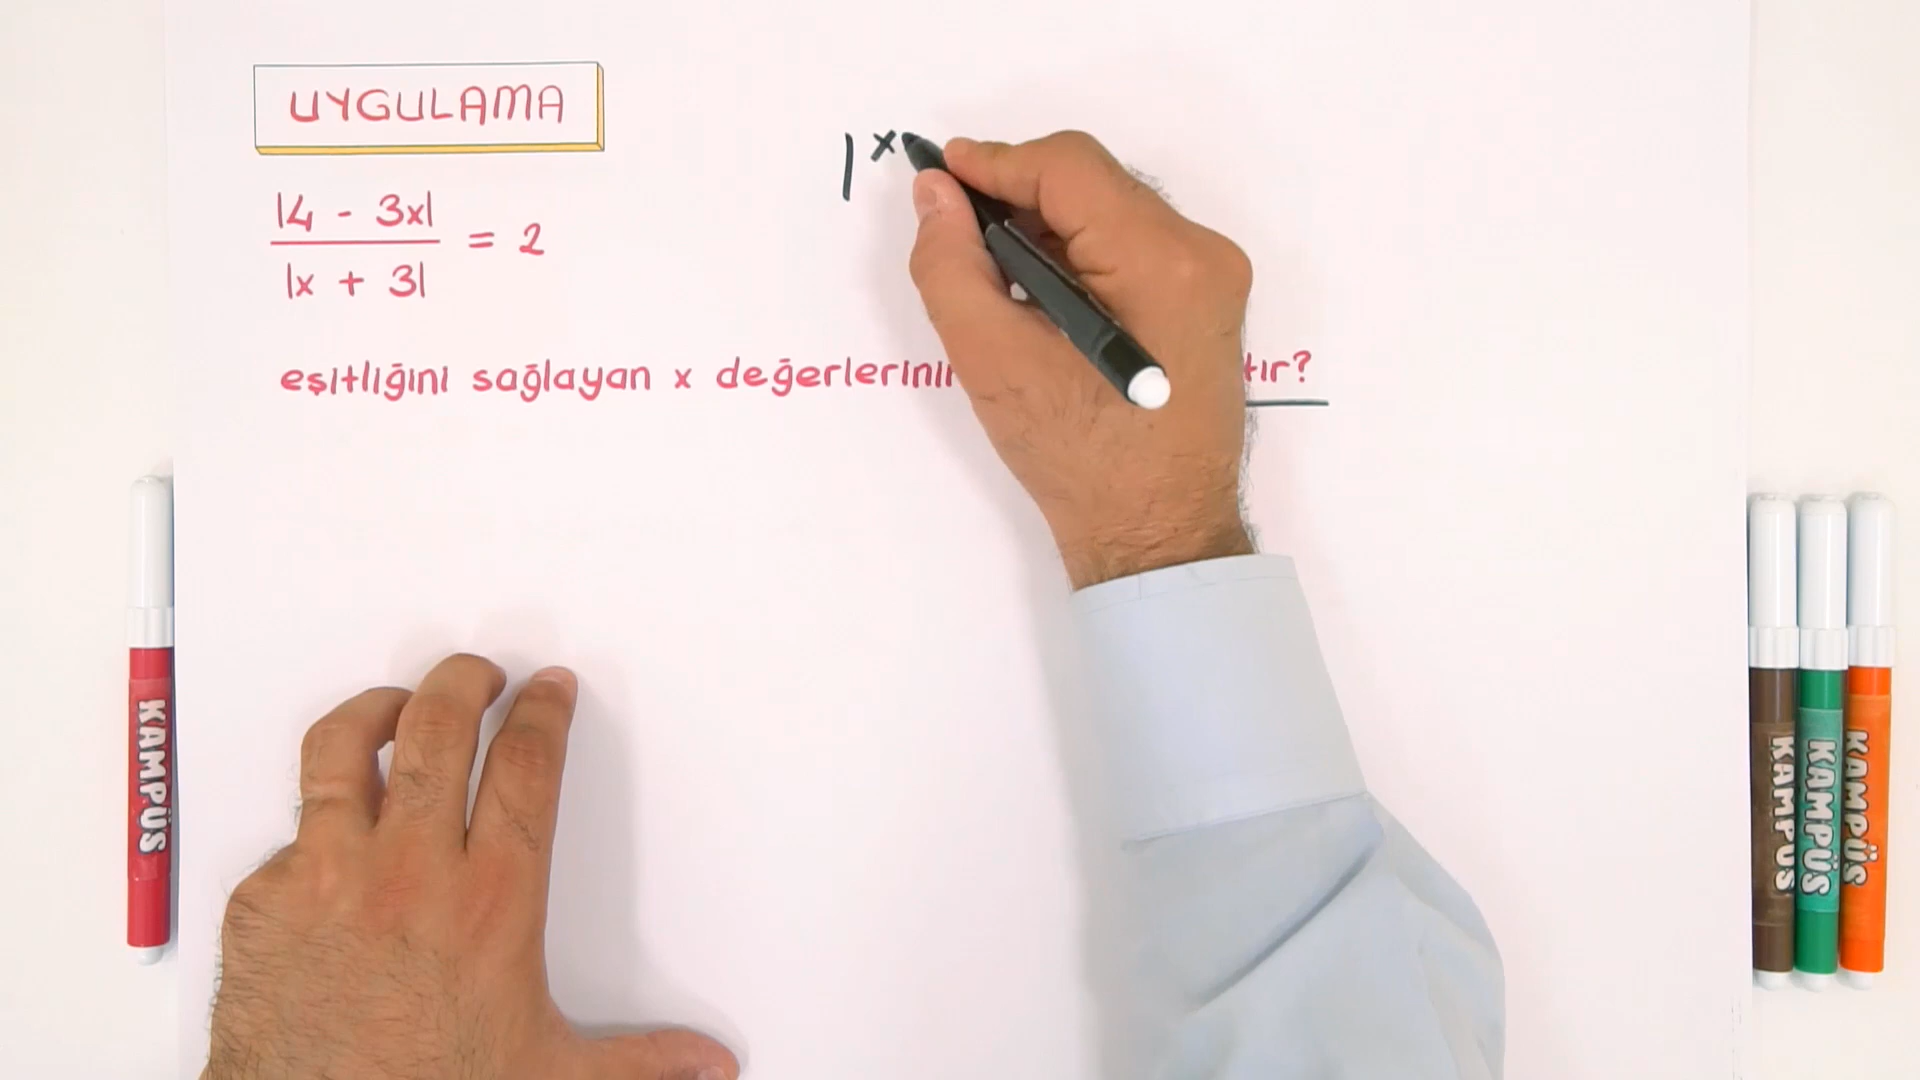 UYGULAMA
|4 - 3x|
|x + 3|
= 2
|x
eşitliğini sağlayan x değerlerinin tır?
KAMPÜS
KAMPÜS
KAMPÜS
KAMPÜS